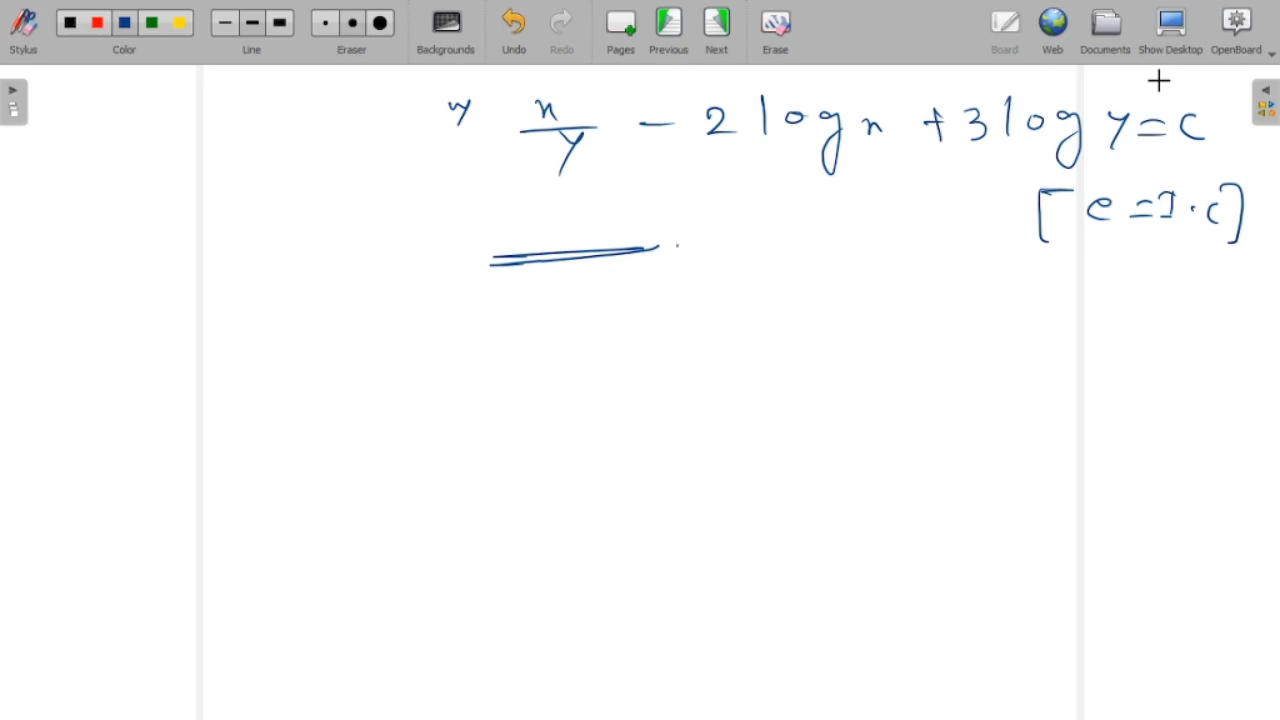 Stylus Color Line Eraser Backgrounds Undo Redo Pages Previous Next Erase Board Web Documents Show Desktop OpenBoard
x/y - 2 log x + 3 log y = c
[c = I.C]